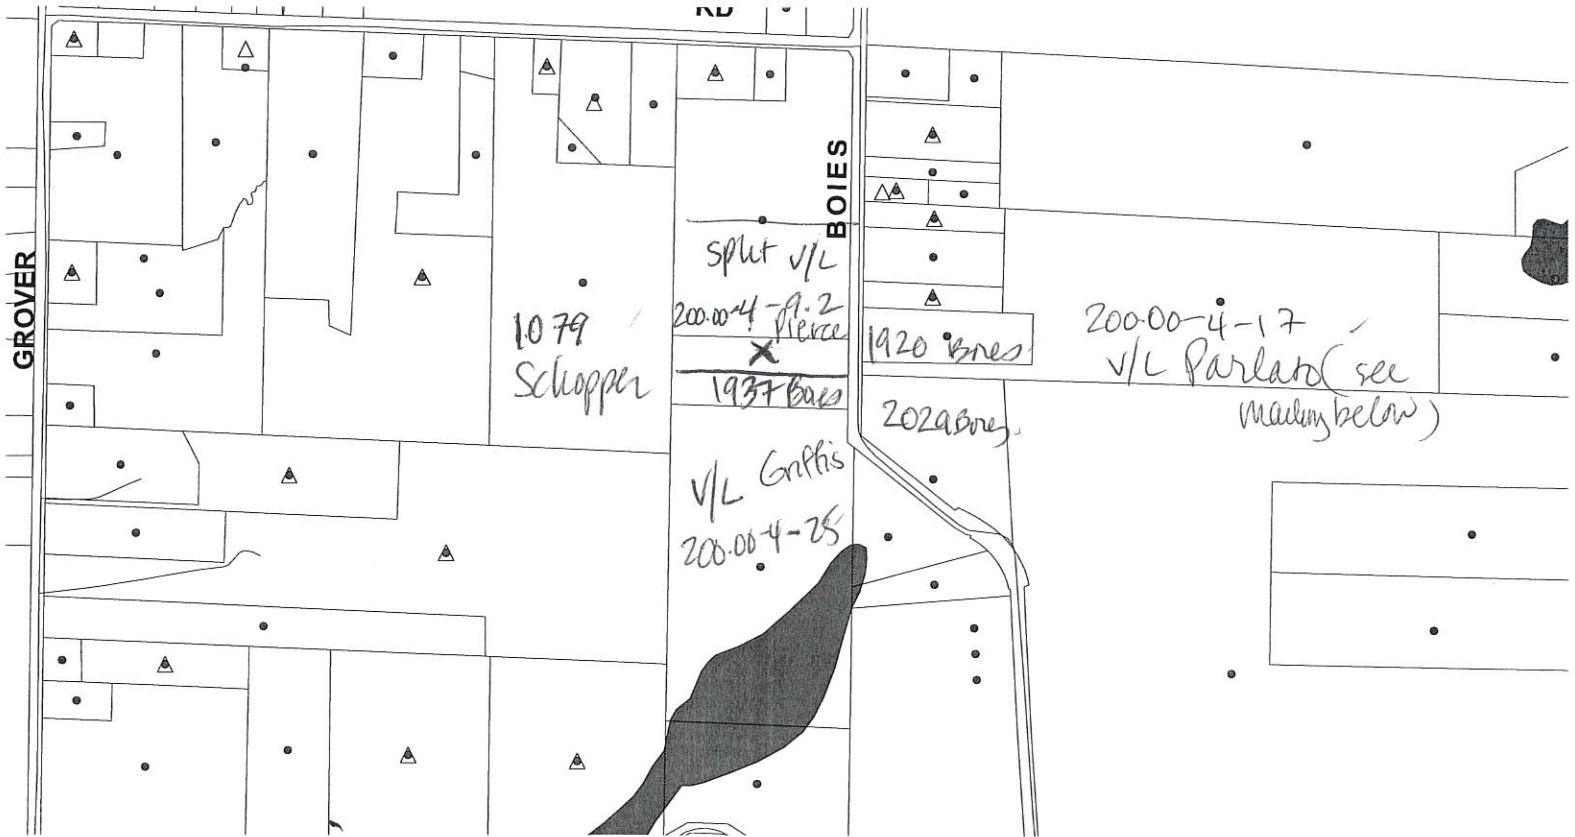 RD
BOIES
GROVER
split V/L
200.00-4-9.2
Pierce
X
1937 Boies
1079
Schopper
1920 Boies
200.00-4-17
V/L Parlato (see
mailing below)
2029 Boies.
V/L Griffis
200.00-4-25